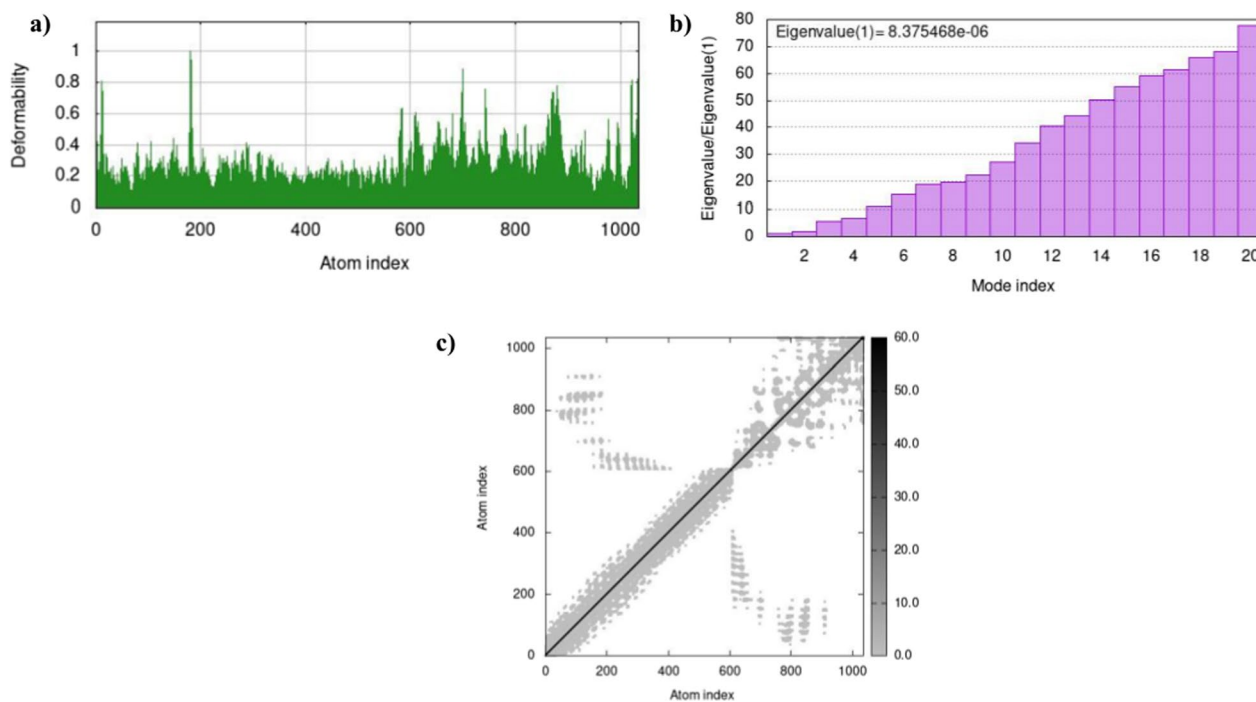 a)
Deformability
1
0.8
0.6
0.4
0.2
0
0 200 400 600 800 1000
Atom index
b)
Eigenvalue/Eigenvalue(1)
80
70
60
50
40
30
20
10
0
Eigenvalue(1)= 8.375468e-06
2 4 6 8 10 12 14 16 18 20
Mode index
c)
Atom index
1000
800
600
400
200
0
0 200 400 600 800 1000
Atom index
60.0
50.0
40.0
30.0
20.0
10.0
0.0